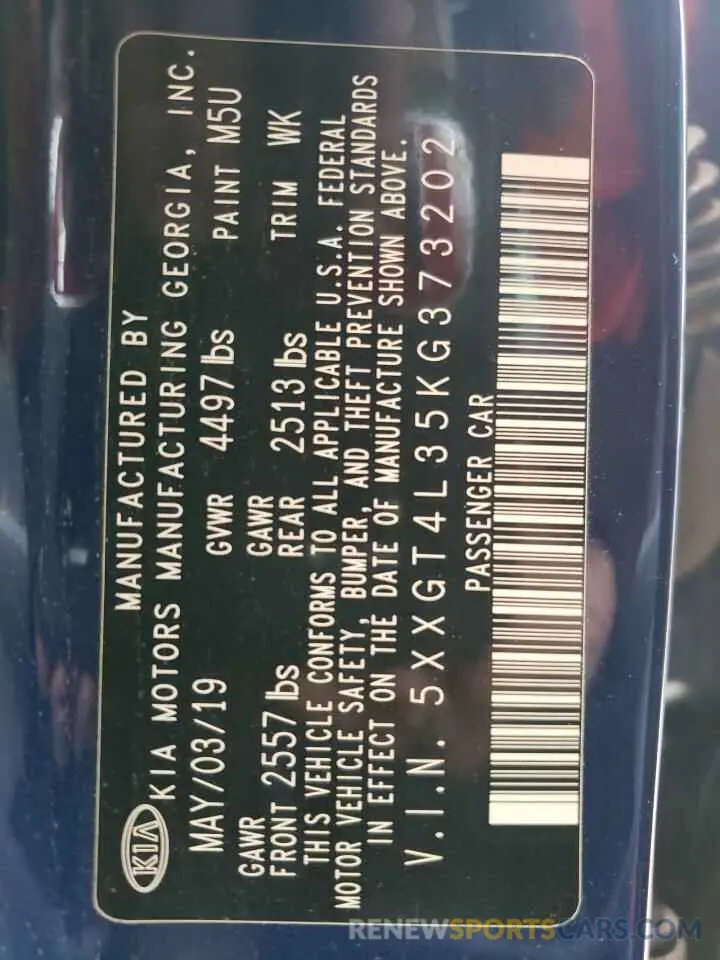 MANUFACTURED BY
KIA KIA MOTORS MANUFACTURING GEORGIA, INC.
MAY/03/19 GVWR 4497 lbs PAINT M5U
GAWR GAWR
FRONT 2557 lbs REAR 2513 lbs TRIM WK
THIS VEHICLE CONFORMS TO ALL APPLICABLE U.S.A. FEDERAL
MOTOR VEHICLE SAFETY, BUMPER, AND THEFT PREVENTION STANDARDS
IN EFFECT ON THE DATE OF MANUFACTURE SHOWN ABOVE.
V.I.N. 5XXGT4L35KG373202
PASSENGER CAR
RENEWSPORTSCARS.COM